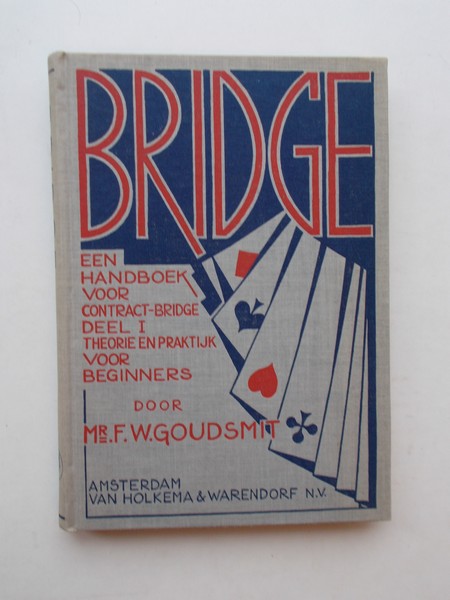 BRIDGE
EEN
HANDBOEK
VOOR
CONTRACT-BRIDGE
DEEL I
THEORIE EN PRAKTIJK
VOOR
BEGINNERS
DOOR
MR. F. W. GOUDSMIT
AMSTERDAM
VAN HOLKEMA & WARENDORF N.V.